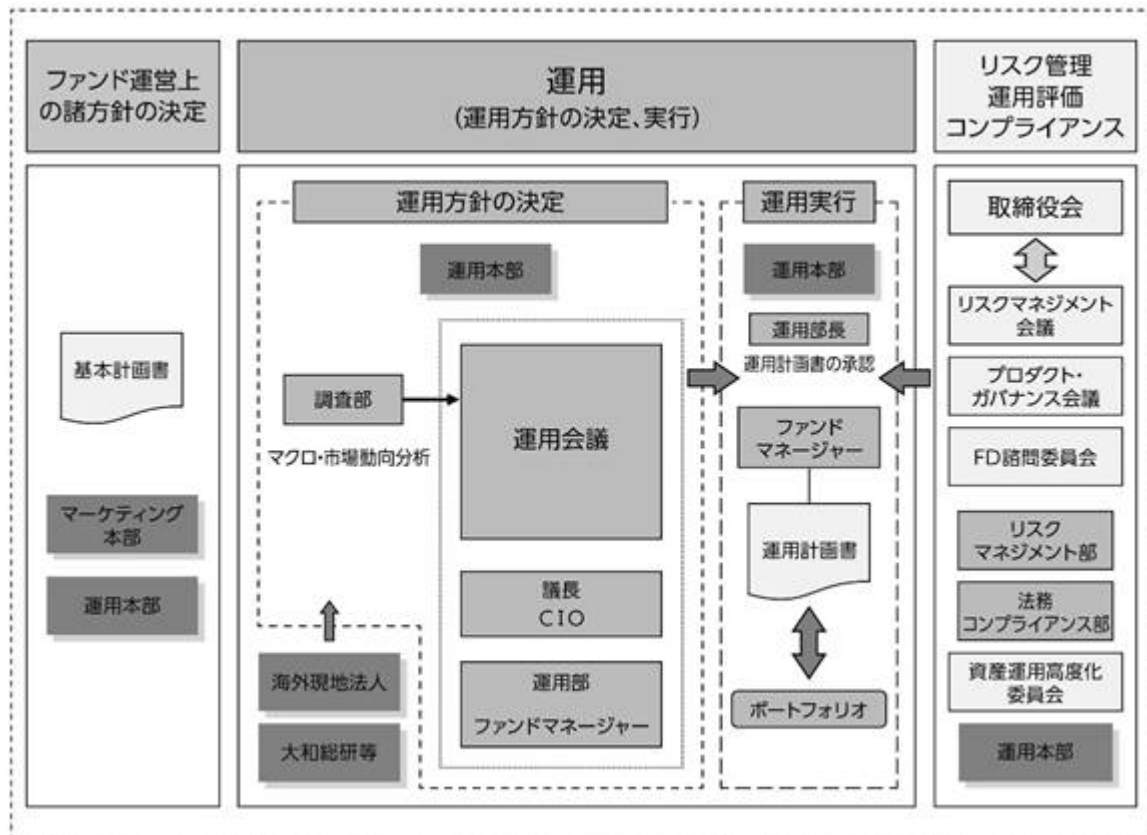 ファンド運営上
の諸方針の決定
運用
(運用方針の決定、実行)
リスク管理
運用評価
コンプライアンス
基本計画書
マーケティング
本部
運用本部
運用方針の決定
運用本部
調査部
マクロ・市場動向分析
運用会議
議長
CIO
運用部
ファンドマネージャー
海外現地法人
大和総研等
運用実行
運用本部
運用部長
運用計画書の承認
ファンド
マネージャー
運用計画書
ポートフォリオ
取締役会
リスクマネジメント
会議
プロダクト・
ガバナンス会議
FD諮問委員会
リスク
マネジメント部
法務
コンプライアンス部
資産運用高度化
委員会
運用本部